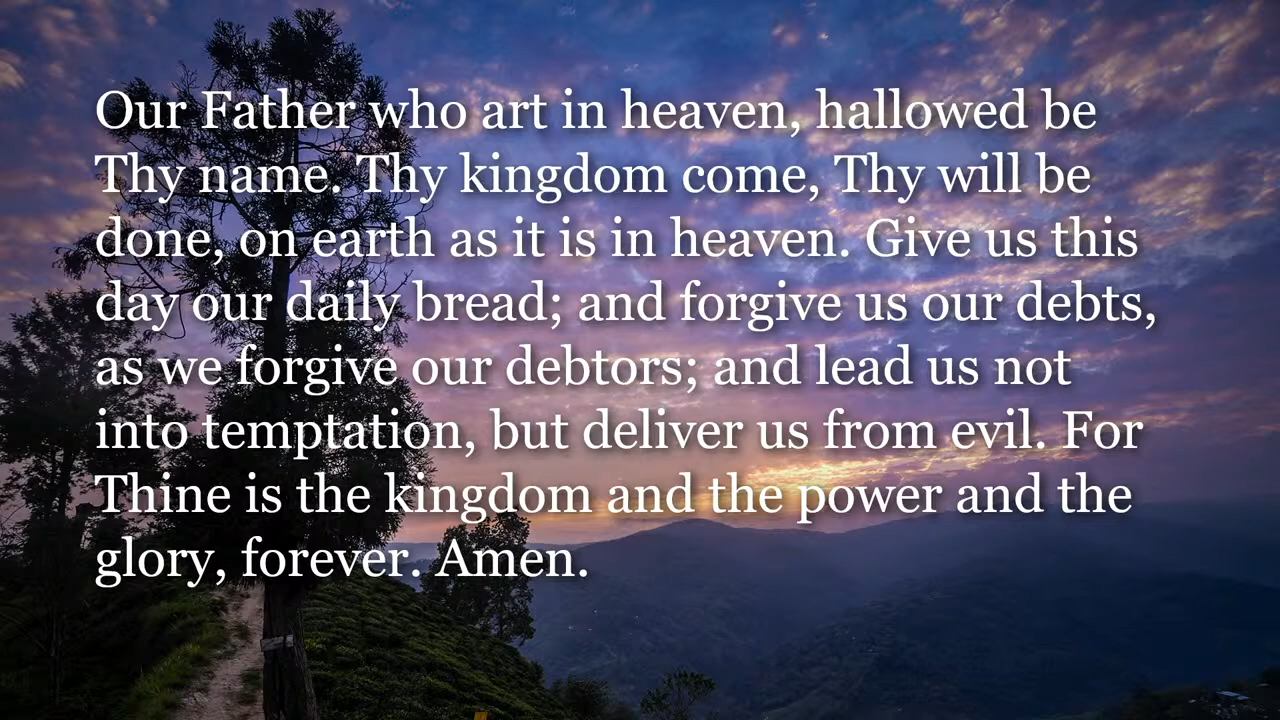 Our Father who art in heaven, hallowed be
Thy name. Thy kingdom come, Thy will be
done, on earth as it is in heaven. Give us this
day our daily bread; and forgive us our debts,
as we forgive our debtors; and lead us not
into temptation, but deliver us from evil. For
Thine is the kingdom and the power and the
glory, forever. Amen.